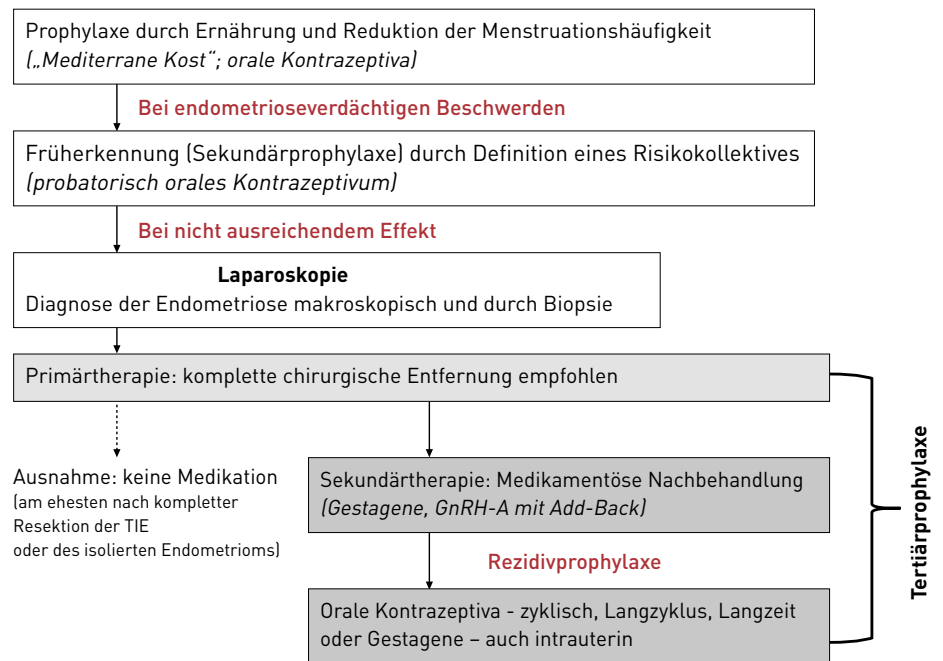 Prophylaxe durch Ernährung und Reduktion der Menstruationshäufigkeit
(„Mediterrane Kost“; orale Kontrazeptiva)
Bei endometrioseverdächtigen Beschwerden
Früherkennung (Sekundärprophylaxe) durch Definition eines Risikokollektives
(probatorisch orales Kontrazeptivum)
Bei nicht ausreichendem Effekt
Laparoskopie
Diagnose der Endometriose makroskopisch und durch Biopsie
Primärtherapie: komplette chirurgische Entfernung empfohlen
Ausnahme: keine Medikation
(am ehesten nach kompletter
Resektion der TIE
oder des isolierten Endometrioms)
Sekundärtherapie: Medikamentöse Nachbehandlung
(Gestagene, GnRH-A mit Add-Back)
Rezidivprophylaxe
Orale Kontrazeptiva - zyklisch, Langzyklus, Langzeit
oder Gestagene – auch intrauterin
Tertiärprophylaxe